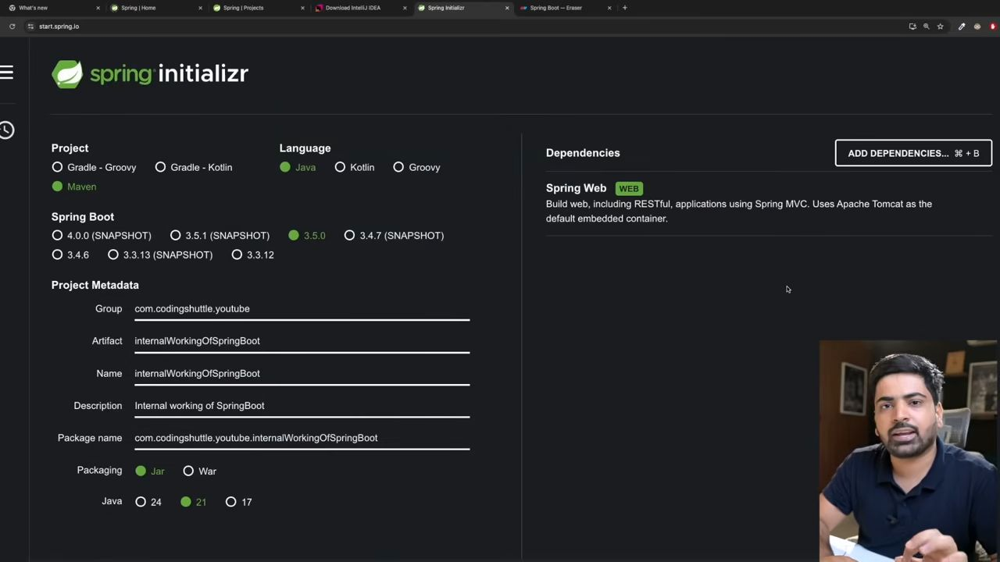 What's new
Spring | Home
Spring | Projects
Download IntelliJ IDEA
Spring Initializr
Spring Boot — Eraser
start.spring.io
spring initializr
Project
Gradle - Groovy
Gradle - Kotlin
Maven
Language
Java
Kotlin
Groovy
Spring Boot
4.0.0 (SNAPSHOT)
3.5.1 (SNAPSHOT)
3.5.0
3.4.7 (SNAPSHOT)
3.4.6
3.3.13 (SNAPSHOT)
3.3.12
Project Metadata
Group com.codingshuttle.youtube
Artifact internalWorkingOfSpringBoot
Name internalWorkingOfSpringBoot
Description Internal working of SpringBoot
Package name com.codingshuttle.youtube.internalWorkingOfSpringBoot
Packaging Jar War
Java 24 21 17
Dependencies
ADD DEPENDENCIES... ⌘ + B
Spring Web WEB
Build web, including RESTful, applications using Spring MVC. Uses Apache Tomcat as the
default embedded container.